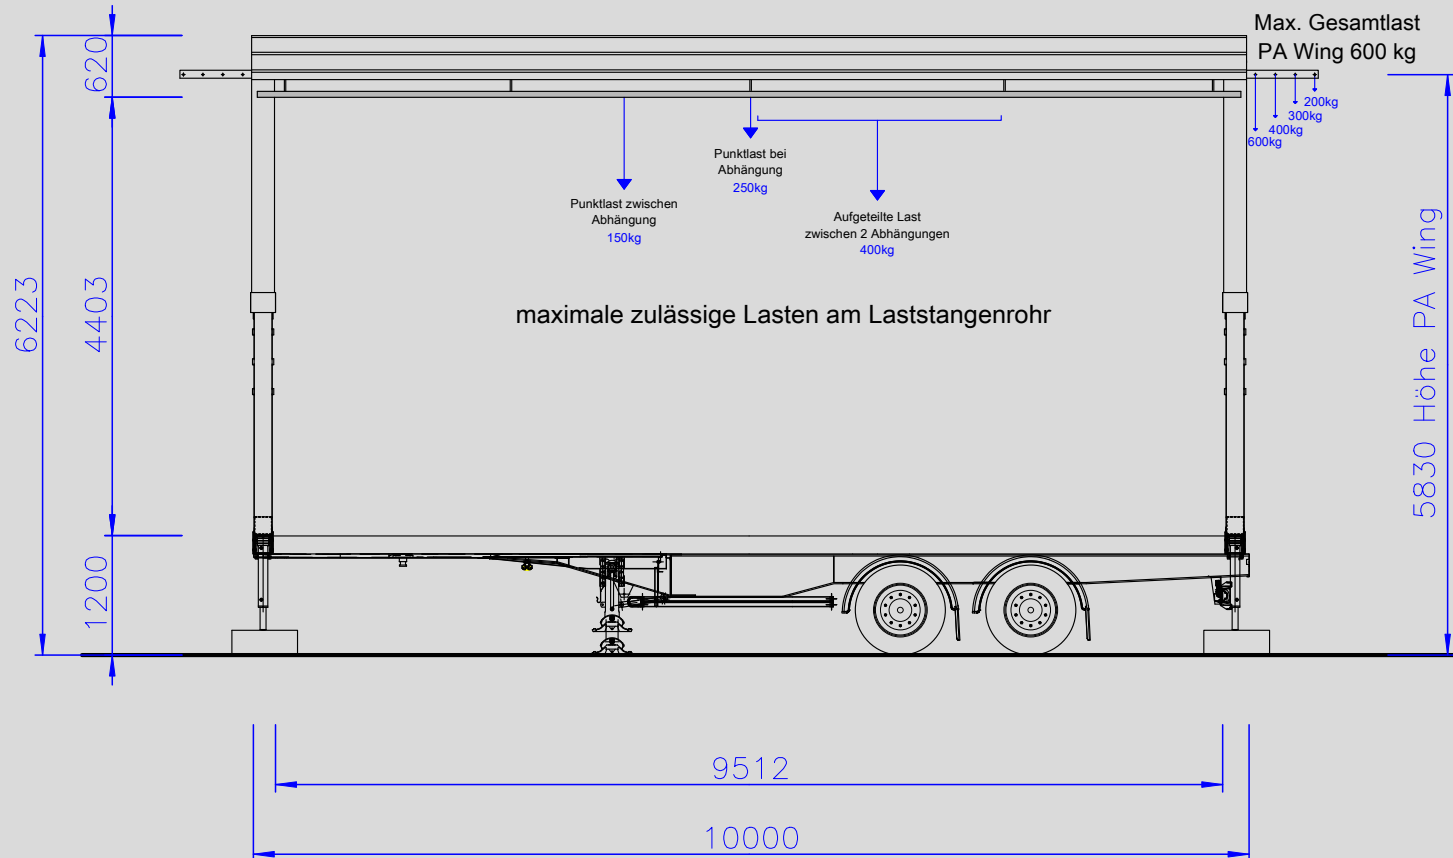 Max. Gesamtlast
PA Wing 600 kg
620
200kg
300kg
400kg
600kg
Punktlast bei
Abhängung
250kg
Punktlast zwischen
Abhängung
150kg
Aufgeteilte Last
zwischen 2 Abhängungen
400kg
maximale zulässige Lasten am Laststangenrohr
6223
4403
5830 Höhe PA Wing
1200
9512
10000